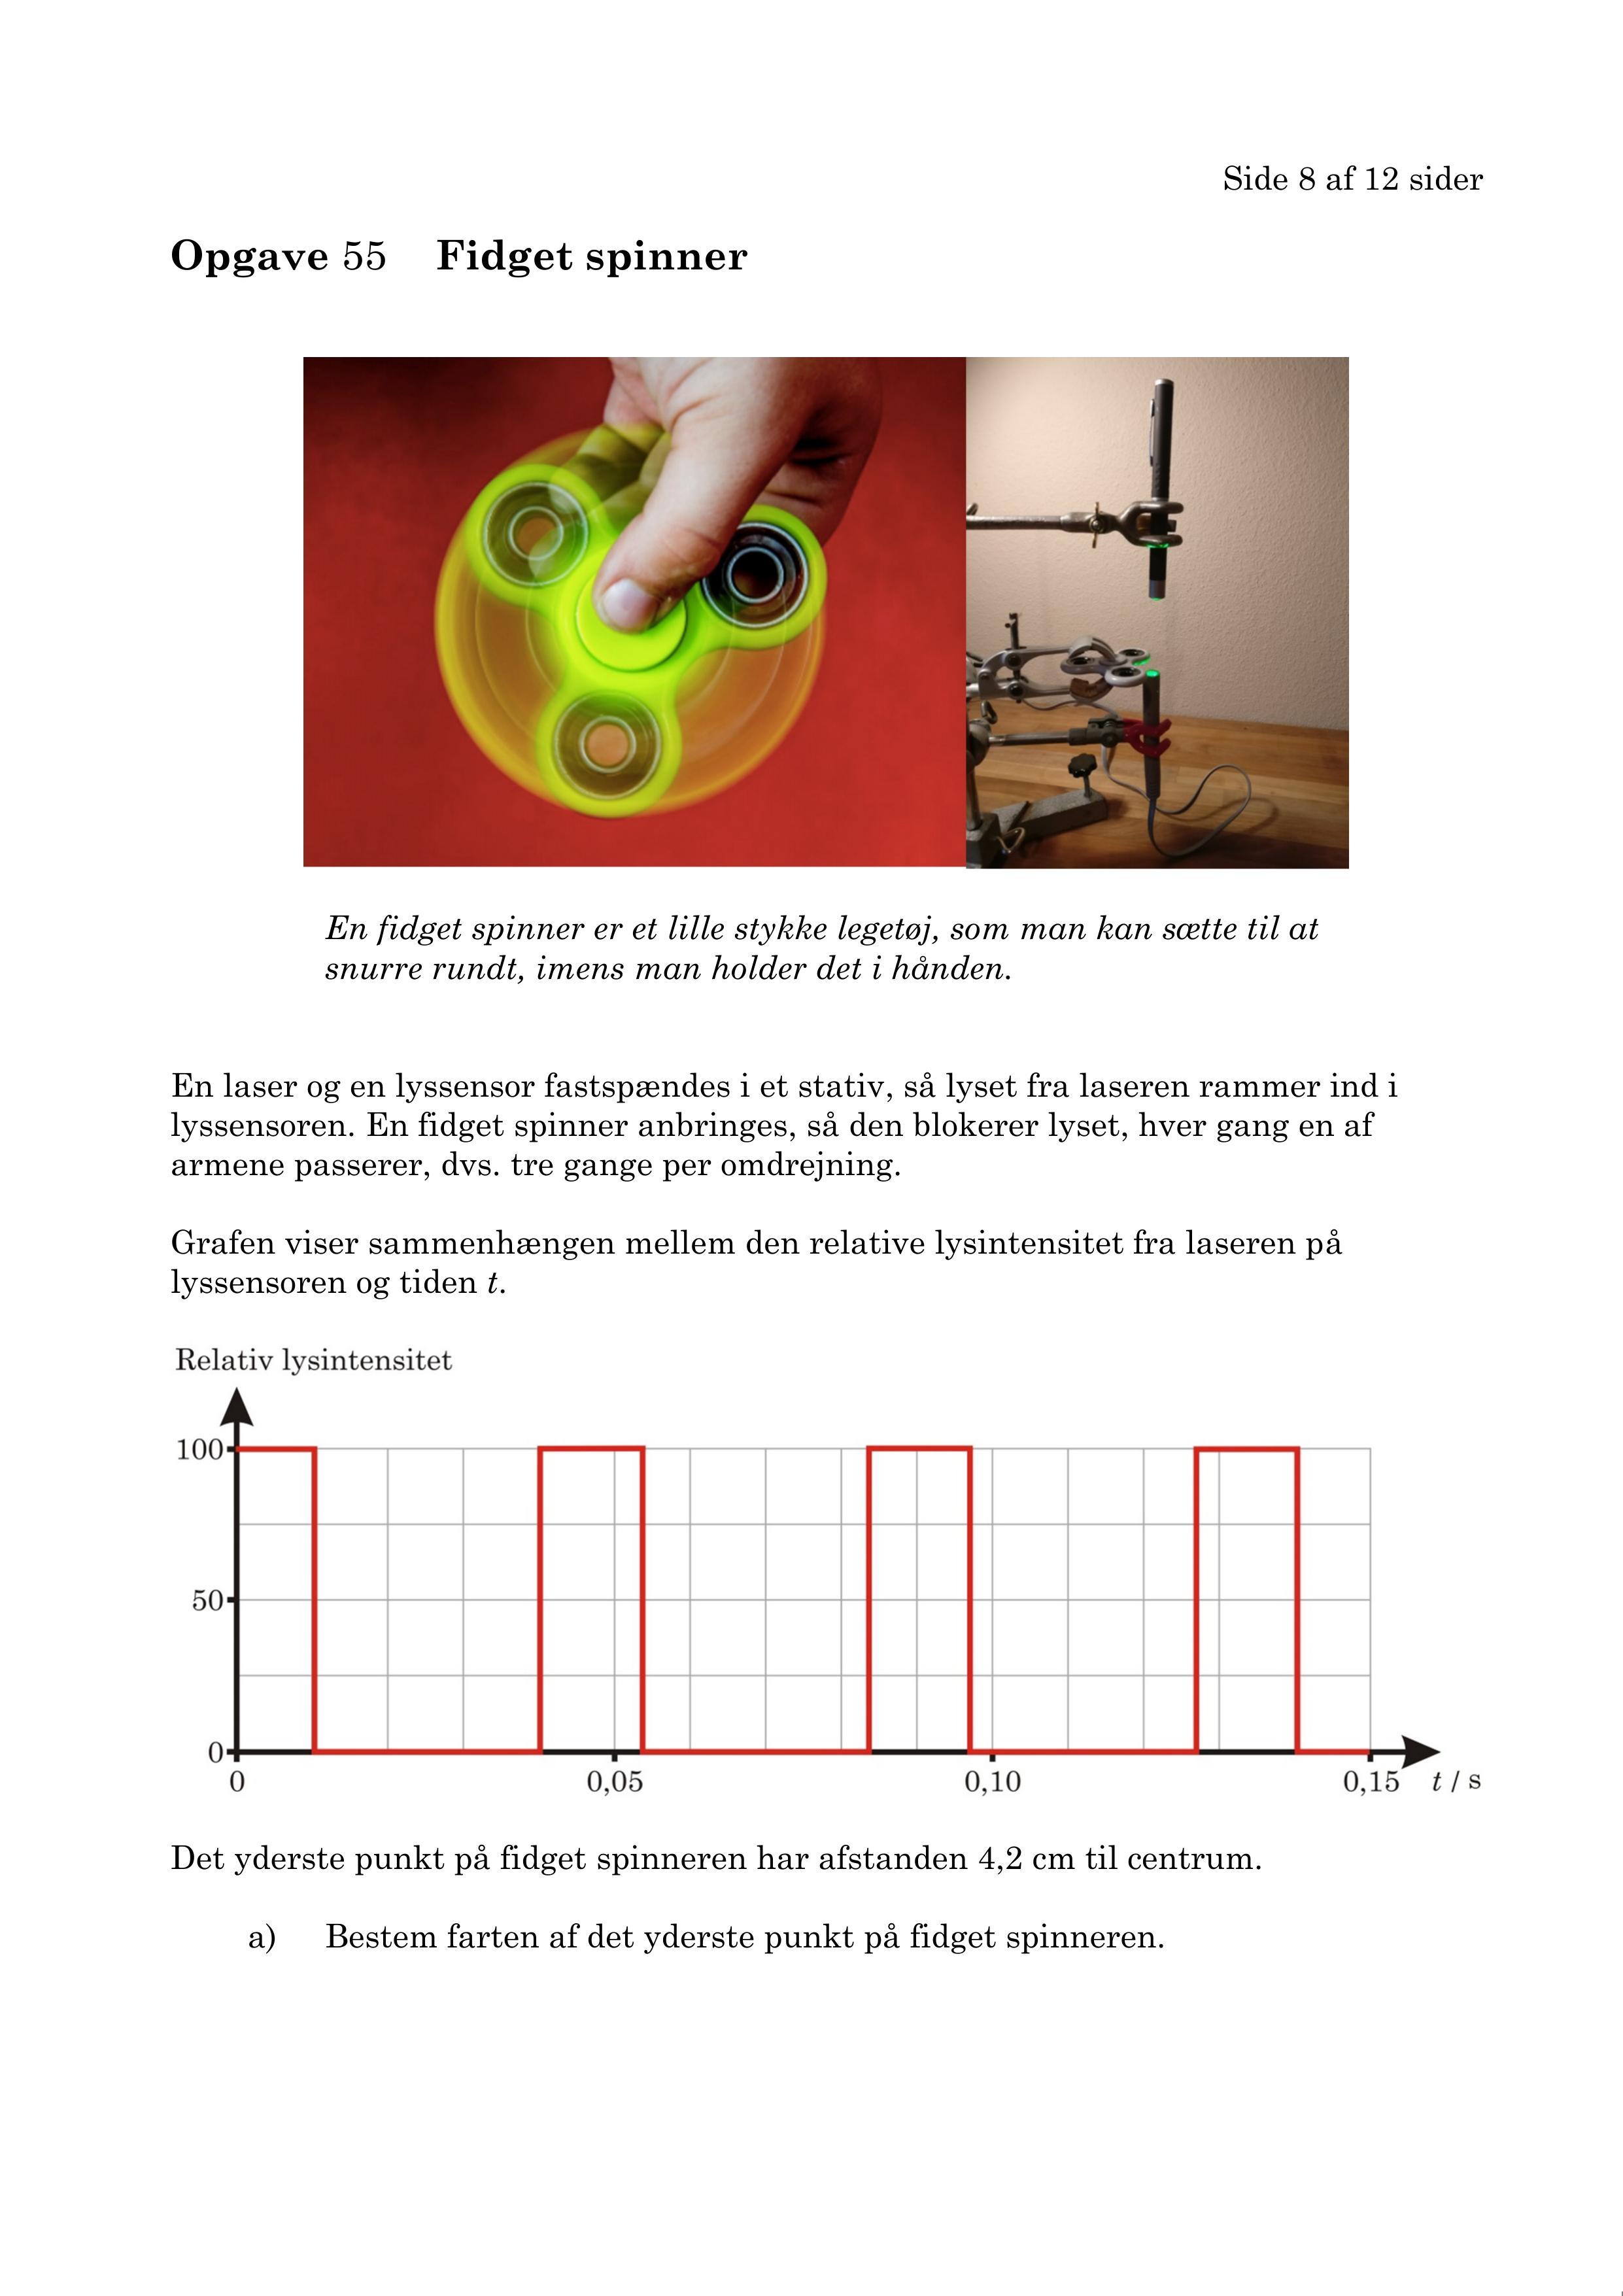 Side 8 af 12 sider
Opgave 55 Fidget spinner
En fidget spinner er et lille stykke legetøj, som man kan sætte til at
snurre rundt, imens man holder det i hånden.
En laser og en lyssensor fastspændes i et stativ, så lyset fra laseren rammer ind i
lyssensoren. En fidget spinner anbringes, så den blokerer lyset, hver gang en af
armene passerer, dvs. tre gange per omdrejning.
Grafen viser sammenhængen mellem den relative lysintensitet fra laseren på
lyssensoren og tiden t.
Relativ lysintensitet
100
50
0
0 0,05 0,10 0,15 t / s
Det yderste punkt på fidget spinneren har afstanden 4,2 cm til centrum.
a) Bestem farten af det yderste punkt på fidget spinneren.